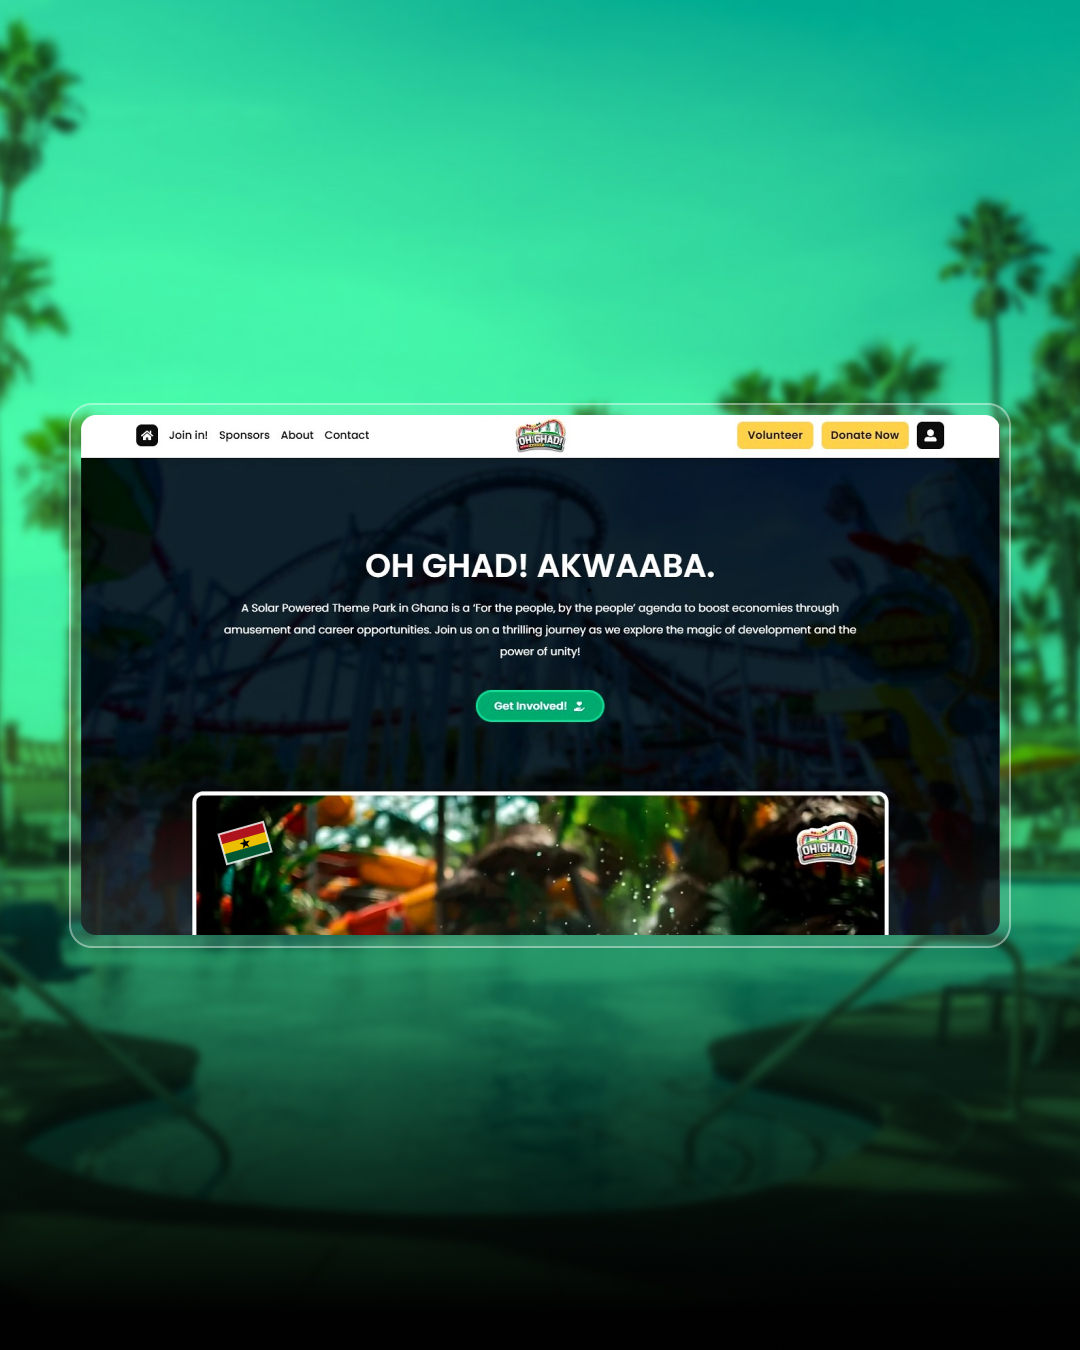 Join in! Sponsors About Contact
OH GHAD!
Volunteer Donate Now
OH GHAD! AKWAABA.
A Solar Powered Theme Park in Ghana is a ‘For the people, by the people’ agenda to boost economies through
amusement and career opportunities. Join us on a thrilling journey as we explore the magic of development and the
power of unity!
Get Involved!
OH GHAD!